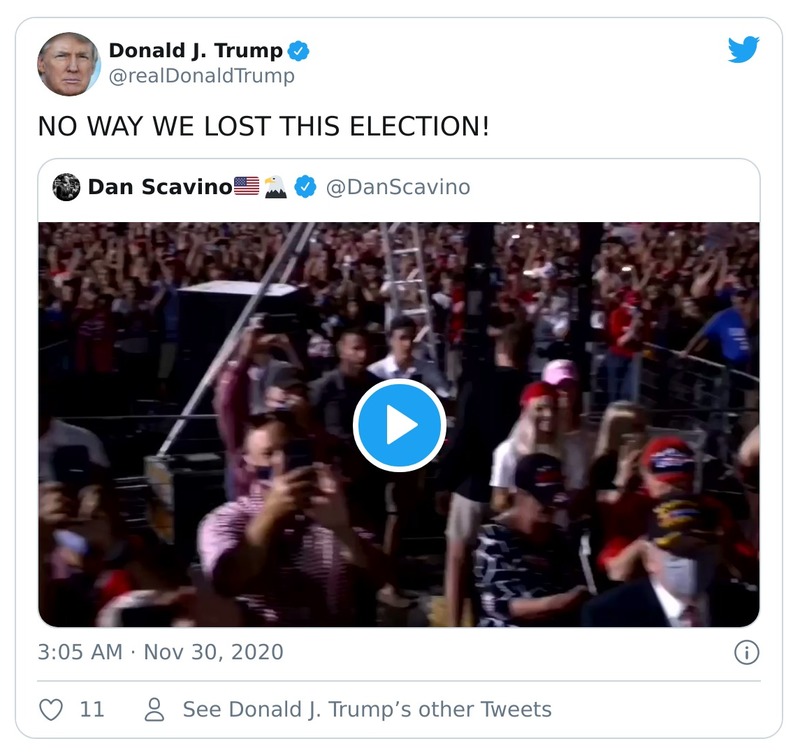 Donald J. Trump
@realDonaldTrump
NO WAY WE LOST THIS ELECTION!
Dan Scavino🇺🇸🦅 @DanScavino
3:05 AM · Nov 30, 2020
11 See Donald J. Trump’s other Tweets